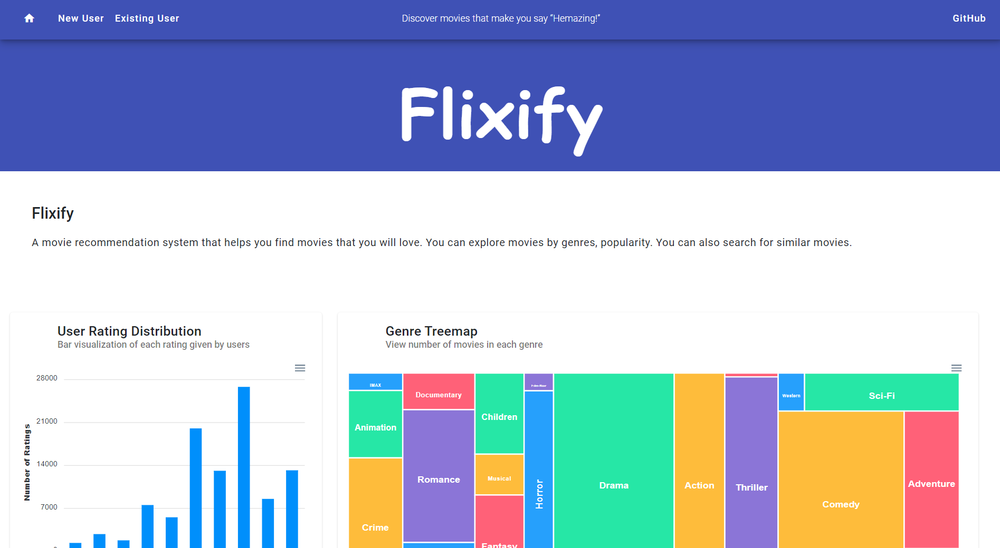 New User Existing User Discover movies that make you say “Hemazing!” GitHub
Flixify
Flixify
A movie recommendation system that helps you find movies that you will love. You can explore movies by genres, popularity. You can also search for similar movies.
User Rating Distribution
Bar visualization of each rating given by users
28000
21000
14000
7000
Number of Ratings
Genre Treemap
View number of movies in each genre
IMAX
Animation
Crime
Documentary
Romance
Children
Musical
Fantasy
Film-Noir
Horror
Drama
Action
Thriller
Western
Sci-Fi
Comedy
Adventure